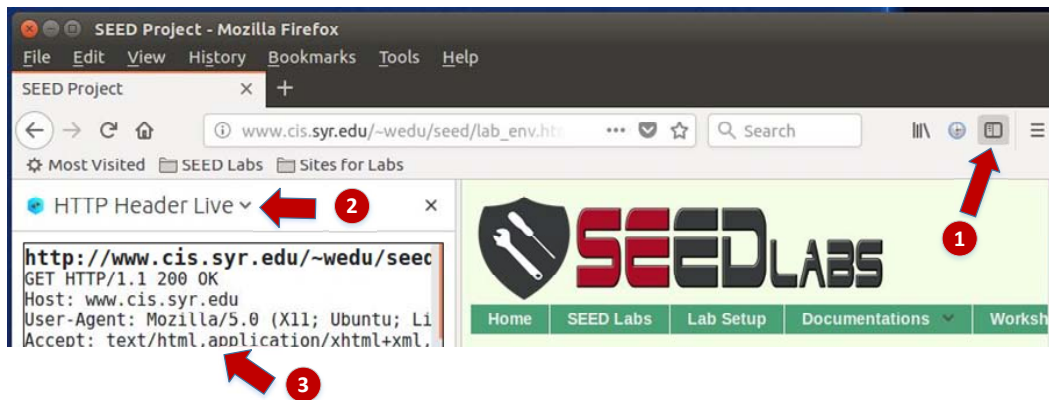 SEED Project - Mozilla Firefox
File Edit View History Bookmarks Tools Help
SEED Project × +
www.cis.syr.edu/~wedu/seed/lab_env.ht ••• Search
Most Visited SEED Labs Sites for Labs
1
HTTP Header Live 2 ×
http://www.cis.syr.edu/~wedu/seed
GET HTTP/1.1 200 OK
Host: www.cis.syr.edu
User-Agent: Mozilla/5.0 (X11; Ubuntu; Li
Accept: text/html,application/xhtml+xml,
3
SEEDLABS
Home SEED Labs Lab Setup Documentations Worksh